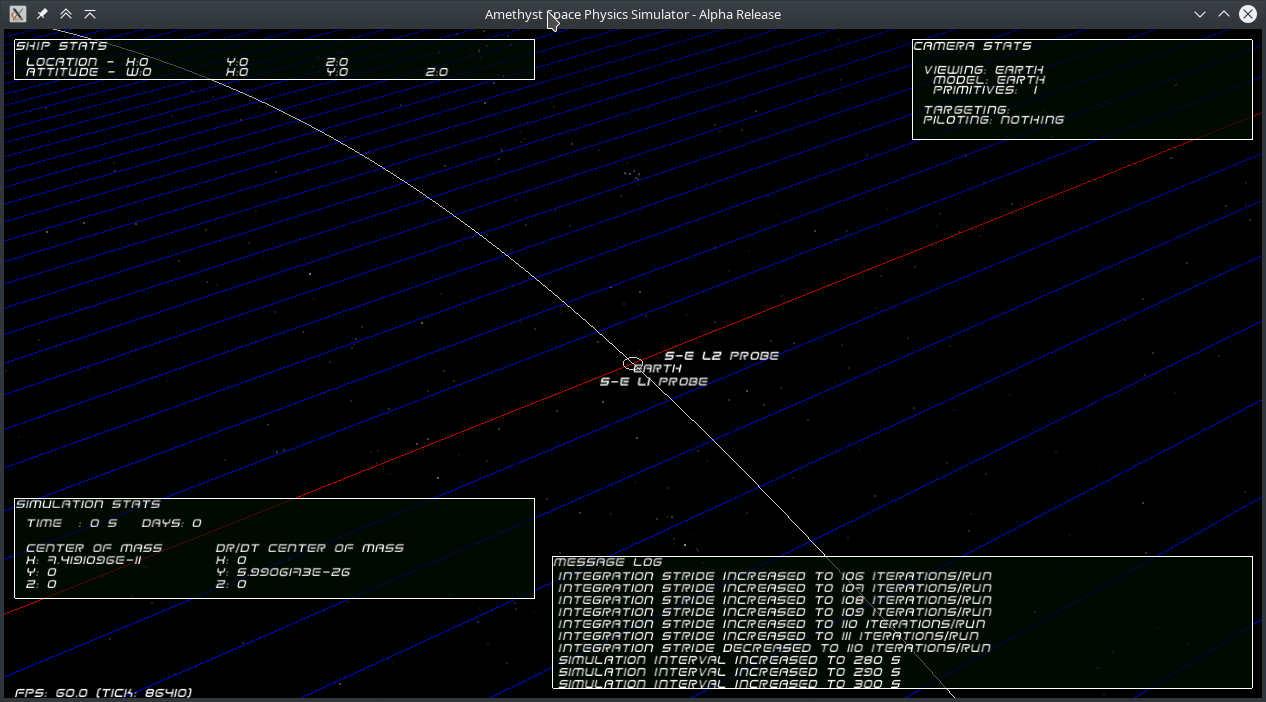 Amethyst Space Physics Simulator - Alpha Release
SHIP STATS
LOCATION - X:0 Y:0 Z:0
ATTITUDE - W:0 X:0 Y:0 Z:0
CAMERA STATS
VIEWING: EARTH
MODEL: EARTH
PRIMITIVES: 1
TARGETING:
PILOTING: NOTHING
S-E L2 PROBE
EARTH
S-E L1 PROBE
SIMULATION STATS
TIME : 0 S DAYS: 0
CENTER OF MASS DR/DT CENTER OF MASS
X: 7.4191096E-11 X: 0
Y: 0 Y: 5.9906173E-26
Z: 0 Z: 0
MESSAGE LOG
INTEGRATION STRIDE INCREASED TO 106 ITERATIONS/RUN
INTEGRATION STRIDE INCREASED TO 107 ITERATIONS/RUN
INTEGRATION STRIDE INCREASED TO 108 ITERATIONS/RUN
INTEGRATION STRIDE INCREASED TO 109 ITERATIONS/RUN
INTEGRATION STRIDE INCREASED TO 110 ITERATIONS/RUN
INTEGRATION STRIDE INCREASED TO 111 ITERATIONS/RUN
INTEGRATION STRIDE DECREASED TO 110 ITERATIONS/RUN
SIMULATION INTERVAL INCREASED TO 280 S
SIMULATION INTERVAL INCREASED TO 290 S
SIMULATION INTERVAL INCREASED TO 300 S
FPS: 60.0 (TICK: 86410)